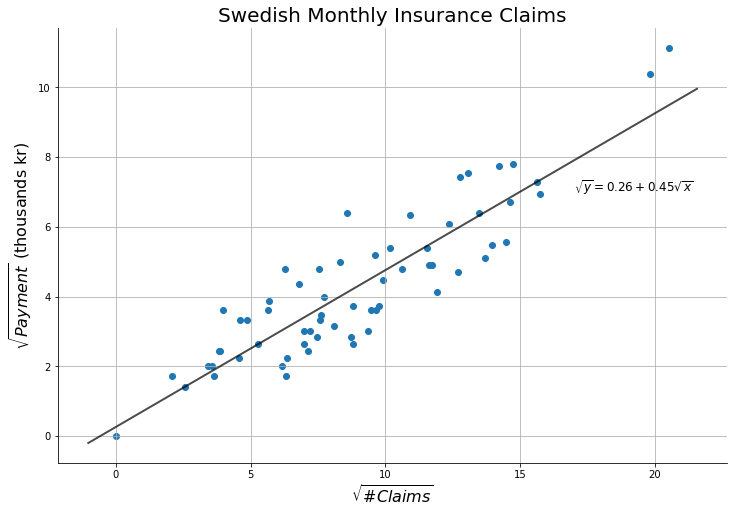 Swedish Monthly Insurance Claims
√Payment (thousands kr)
10
8
6
4
2
0
√y = 0.26 + 0.45√x
0 5 10 15 20
√#Claims